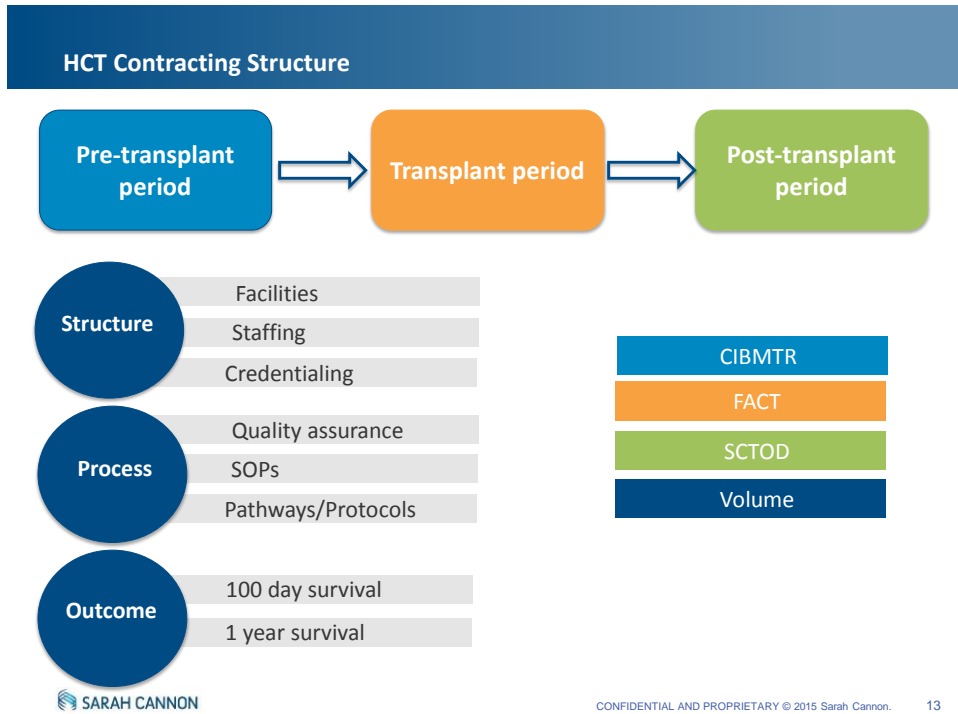 HCT Contracting Structure
Pre-transplant
period
Transplant period
Post-transplant
period
Structure
Facilities
Staffing
Credentialing
Process
Quality assurance
SOPs
Pathways/Protocols
Outcome
100 day survival
1 year survival
CIBMTR
FACT
SCTOD
Volume
SARAH CANNON
CONFIDENTIAL AND PROPRIETARY © 2015 Sarah Cannon.
13